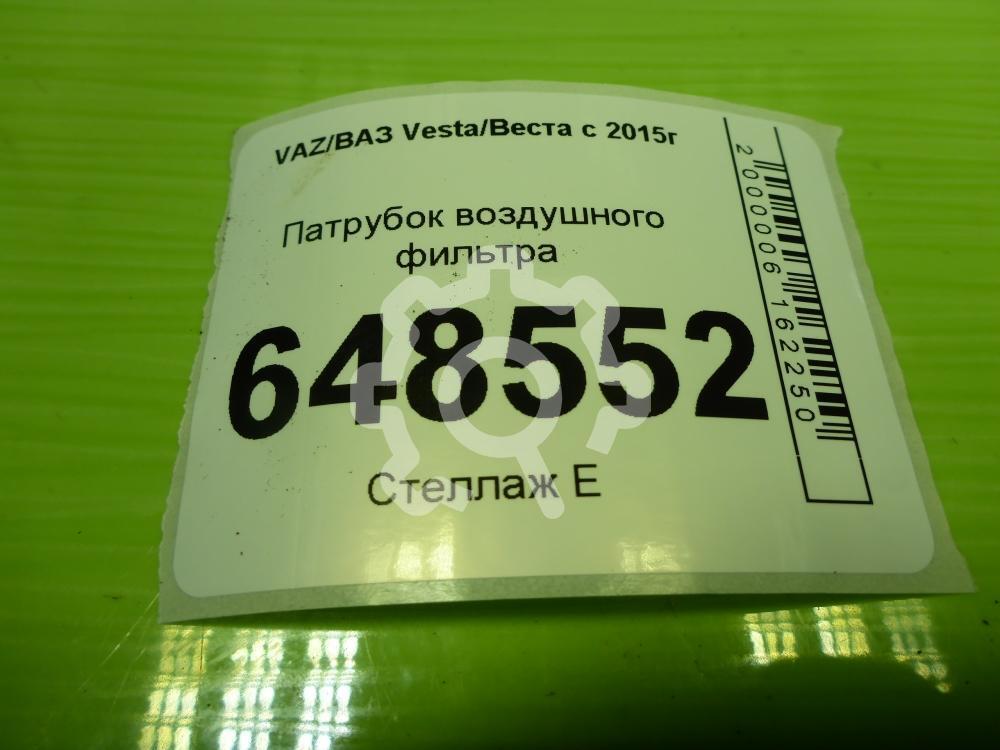 VAZ/ВАЗ Vesta/Веста с 2015г
Патрубок воздушного
фильтра
648552
Стеллаж Е
2000006162250